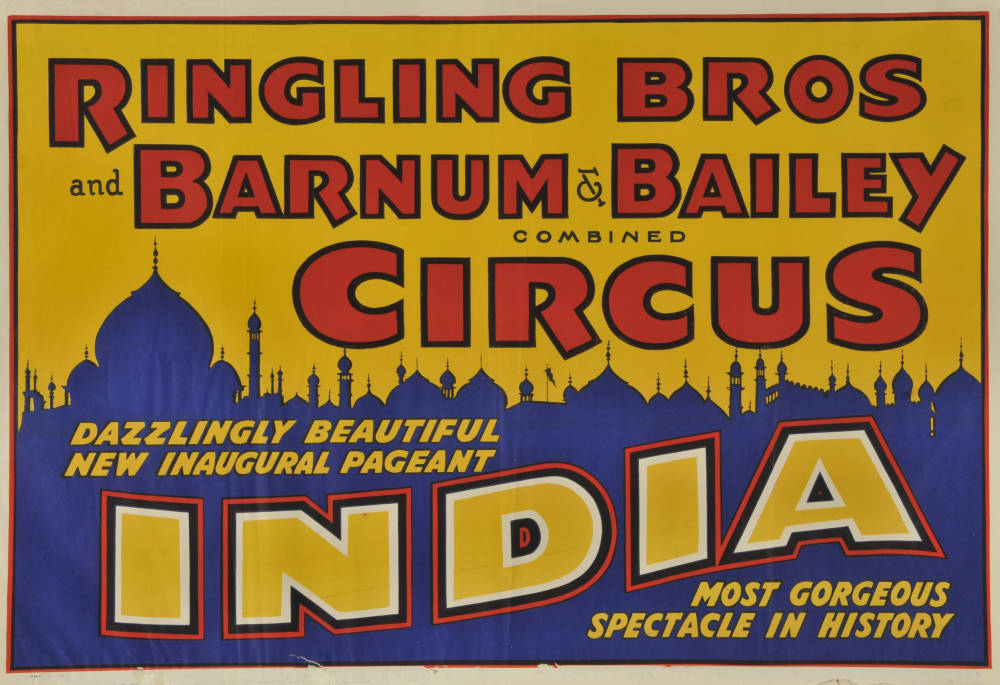 RINGLING BROS
and BARNUM & BAILEY
COMBINED
CIRCUS
DAZZLINGLY BEAUTIFUL
NEW INAUGURAL PAGEANT
INDIA
MOST GORGEOUS
SPECTACLE IN HISTORY